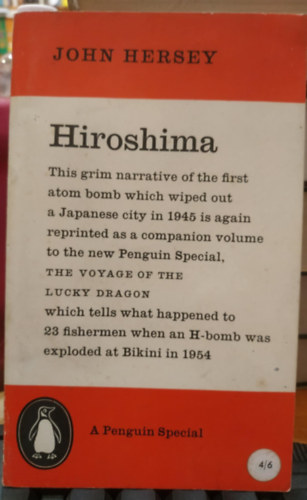 JOHN HERSEY
Hiroshima
This grim narrative of the first
atom bomb which wiped out
a Japanese city in 1945 is again
reprinted as a companion volume
to the new Penguin Special,
THE VOYAGE OF THE
LUCKY DRAGON
which tells what happened to
23 fishermen when an H-bomb was
exploded at Bikini in 1954
A Penguin Special
4/6